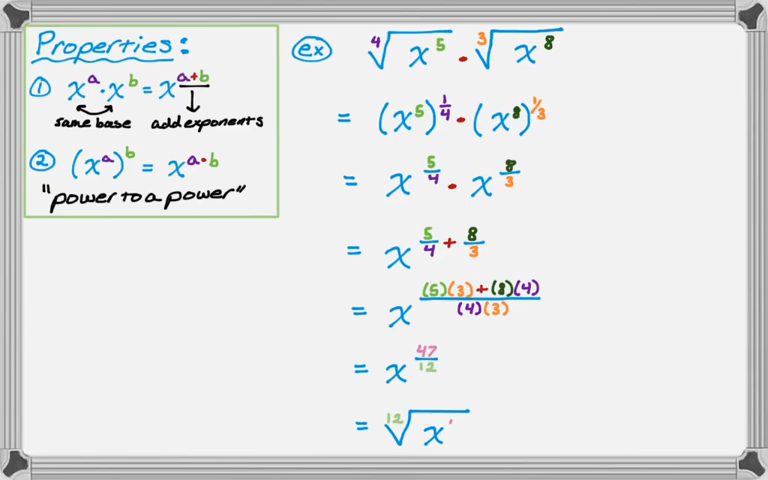 Properties:
① x^a · x^b = x^(a+b)
same base add exponents
② (x^a)^b = x^(a·b)
"power to a power"
ex ⁴√(x^5) · ³√(x^8)
= (x^5)^(1/4) · (x^8)^(1/3)
= x^(5/4) · x^(8/3)
= x^(5/4 + 8/3)
= x^(((5)(3)+(8)(4))/((4)(3)))
= x^(47/12)
= ¹²√x